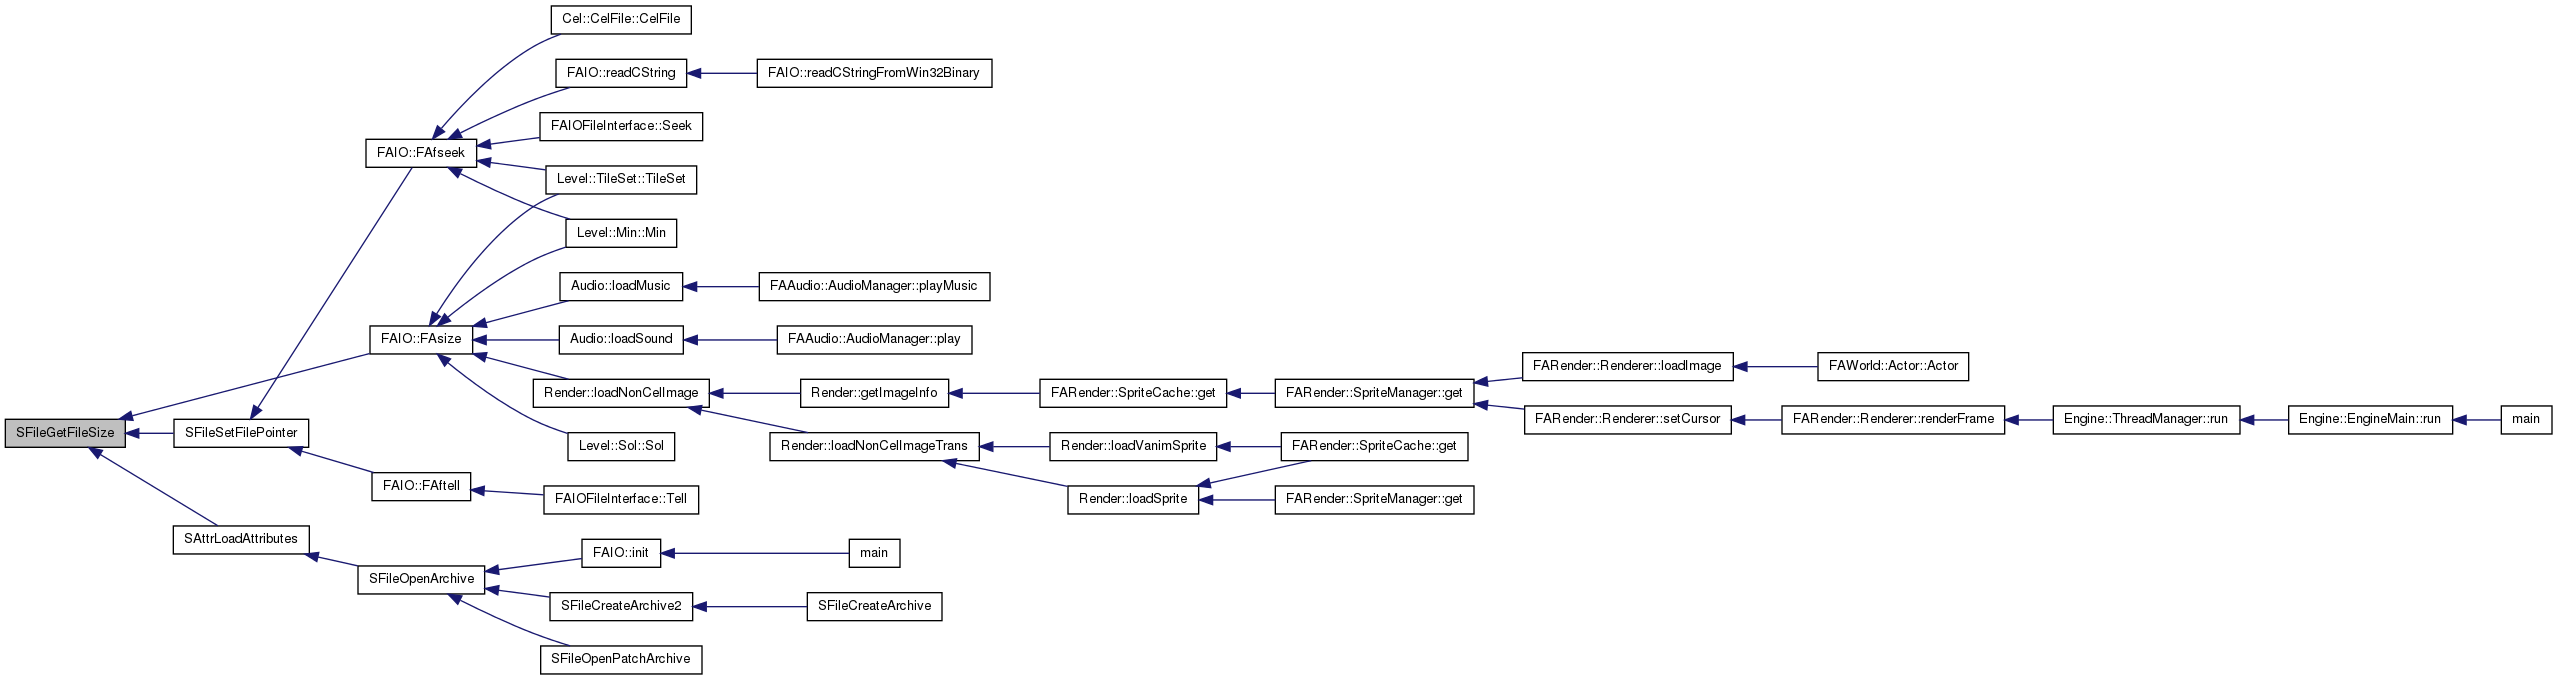 Cel::CelFile::CelFile
FAIO::readCString
FAIO::readCStringFromWin32Binary
FAIOFileInterface::Seek
FAIO::FAfseek
Level::TileSet::TileSet
Level::Min::Min
Audio::loadMusic
FAAudio::AudioManager::playMusic
FAIO::FAsize
Audio::loadSound
FAAudio::AudioManager::play
FARender::Renderer::loadImage
FAWorld::Actor::Actor
Render::loadNonCelImage
Render::getImageInfo
FARender::SpriteCache::get
FARender::SpriteManager::get
FARender::Renderer::setCursor
FARender::Renderer::renderFrame
Engine::ThreadManager::run
Engine::EngineMain::run
main
SFileGetFileSize
SFileSetFilePointer
Level::Sol::Sol
Render::loadNonCelImageTrans
Render::loadVanimSprite
FARender::SpriteCache::get
FAIO::FAftell
FAIOFileInterface::Tell
Render::loadSprite
FARender::SpriteManager::get
SAttrLoadAttributes
FAIO::init
main
SFileOpenArchive
SFileCreateArchive2
SFileCreateArchive
SFileOpenPatchArchive